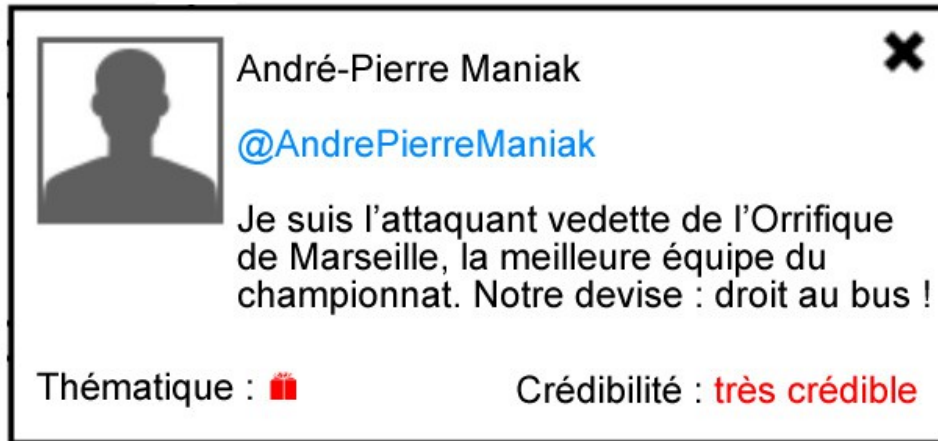 André-Pierre Maniak
@AndrePierreManiak
Je suis l’attaquant vedette de l’Orrifique
de Marseille, la meilleure équipe du
championnat. Notre devise : droit au bus !
Thématique :
Crédibilité : très crédible